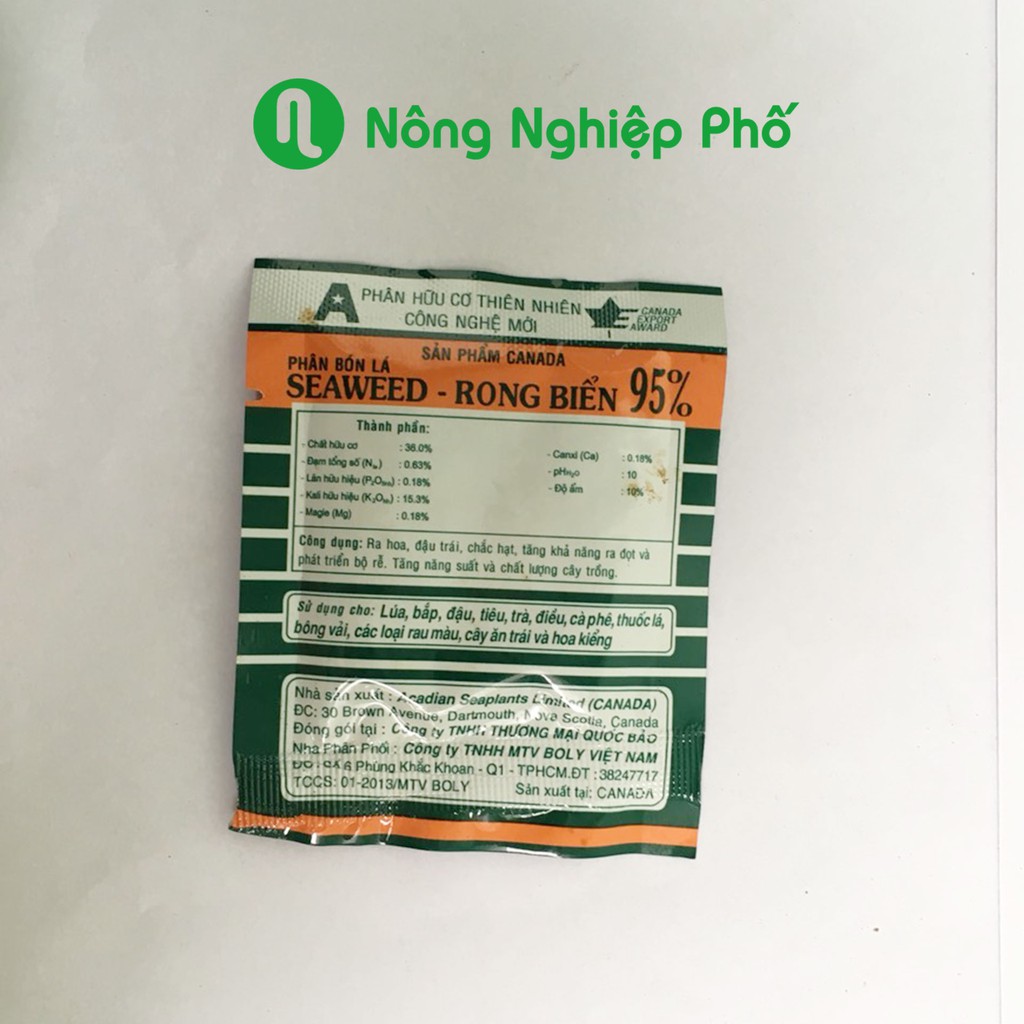 Nông Nghiệp Phố
A PHÂN HỮU CƠ THIÊN NHIÊN
CÔNG NGHỆ MỚI
CANADA
EXPORT
AWARD
SẢN PHẨM CANADA
PHÂN BÓN LÁ
SEAWEED - RONG BIỂN 95%
Thành phần:
- Chất hữu cơ : 36.0%
- Đạm tổng số (Nts) : 0.63%
- Lân hữu hiệu (P2O5hh) : 0.18%
- Kali hữu hiệu (K2Ohh) : 15.3%
- Magie (Mg) : 0.18%
- Canxi (Ca) : 0.18%
- pHH2O : 10
- Độ ẩm : 10%
Công dụng: Ra hoa, đậu trái, chắc hạt, tăng khả năng ra đọt và
phát triển bộ rễ. Tăng năng suất và chất lượng cây trồng.
Sử dụng cho: Lúa, bắp, đậu, tiêu, trà, điều, cà phê, thuốc lá,
bông vải, các loại rau màu, cây ăn trái và hoa kiểng
Nhà sản xuất : Acadian Seaplants Limited (CANADA)
ĐC: 30 Brown Avenue, Dartmouth, Nova Scotia, Canada
Đóng gói tại : Công ty TNHH THƯƠNG MẠI QUỐC BẢO
Nhà Phân Phối : Công ty TNHH MTV BOLY VIỆT NAM
Phùng Khắc Khoan - Q1 - TPHCM.ĐT :38247717
TCCS: 01-2013/MTV BOLY Sản xuất tại: CANADA